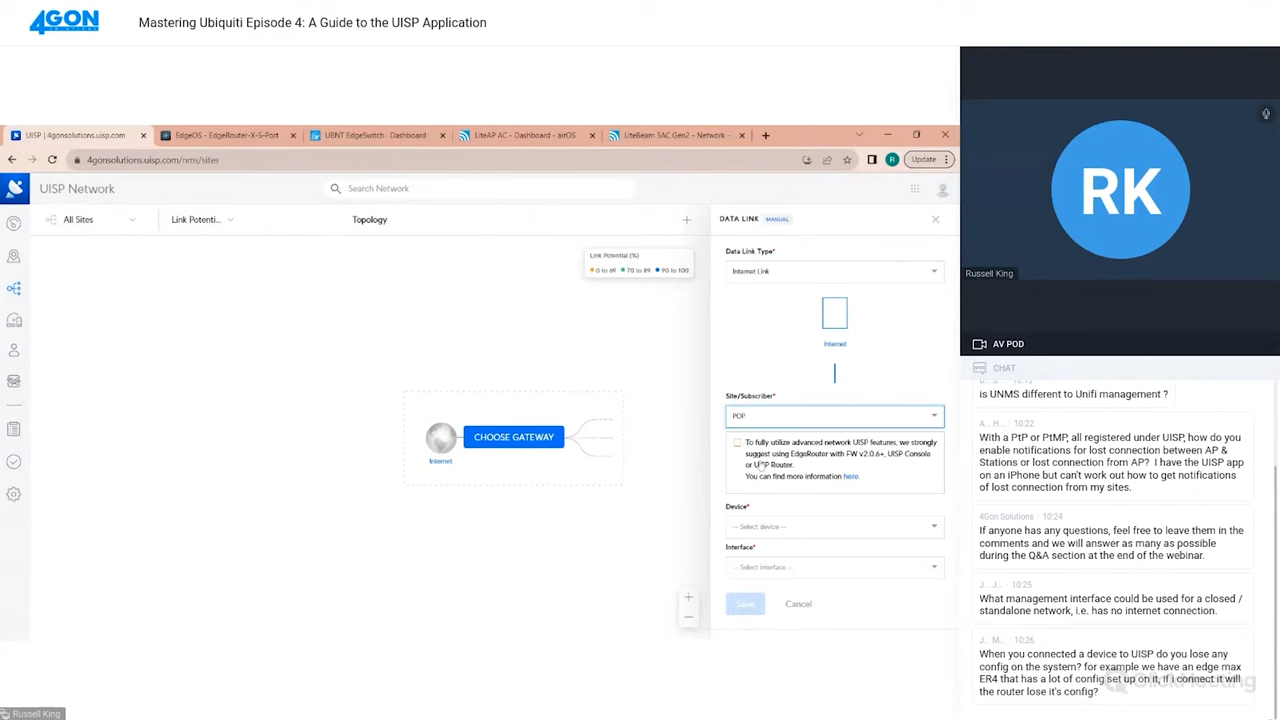 4GON
SOLUTIONS
Mastering Ubiquiti Episode 4: A Guide to the UISP Application
UISP | 4gonsolutions.uisp.com
EdgeOS - EdgeRouter-X-5-Port
UBNT EdgeSwitch - Dashboard
LiteAP AC - Dashboard - airOS
LiteBeam 5AC Gen2 - Network -
4gonsolutions.uisp.com/nms/sites
R
Update
UISP Network
Search Network
All Sites
Link Potenti...
Topology
DATA LINK
MANUAL
Link Potential (%)
0 to 69
70 to 89
90 to 100
Data Link Type*
Internet Link
Internet
Site/Subscriber*
POP
To fully utilize advanced network UISP features, we strongly
suggest using EdgeRouter with FW v2.0.6+, UISP Console
or UISP Router.
You can find more information here.
Device*
-- Select device --
Interface*
-- Select interface --
Save
Cancel
Internet
CHOOSE GATEWAY
RK
Russell King
AV POD
CHAT
is UNMS different to Unifi management ?
A... H... · 10:22
With a PtP or PtMP, all registered under UISP, how do you
enable notifications for lost connection between AP &
Stations or lost connection from AP? I have the UISP app
on an iPhone but can't work out how to get notifications
of lost connection from my sites.
4Gon Solutions · 10:24
If anyone has any questions, feel free to leave them in the
comments and we will answer as many as possible
during the Q&A section at the end of the webinar.
J... J... · 10:25
What management interface could be used for a closed /
standalone network, i.e. has no internet connection.
J... M... · 10:26
When you connected a device to UISP do you lose any
config on the system? for example we have an edge max
ER4 that has a lot of config set up on it, if i connect it will
the router lose it's config?
ClickMeeting
Russell King